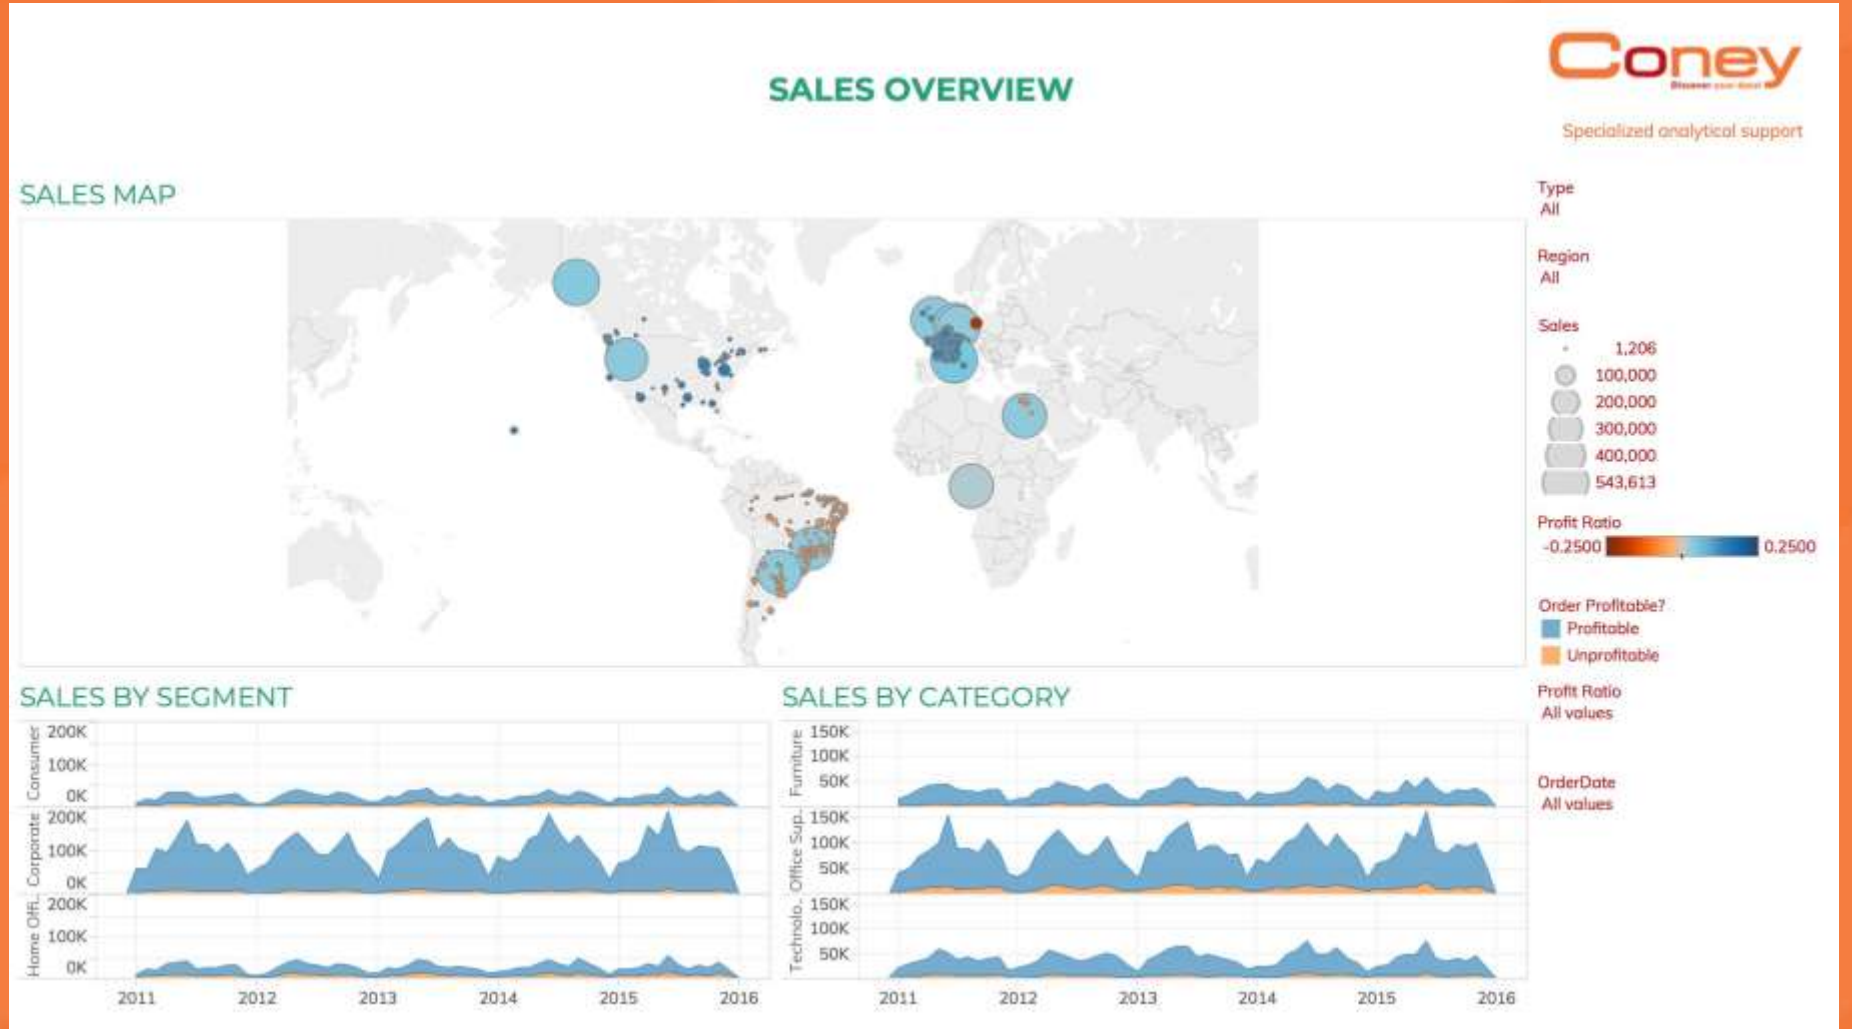 Coney
Discover your data!
SALES OVERVIEW
Specialized analytical support
SALES MAP
Type
All
Region
All
Sales
1,206
100,000
200,000
300,000
400,000
543,613
Profit Ratio
-0.2500 0.2500
Order Profitable?
Profitable
Unprofitable
Profit Ratio
All values
OrderDate
All values
SALES BY SEGMENT
Consumer
200K
100K
0K
Corporate
200K
100K
0K
Home Offi..
200K
100K
0K
2011 2012 2013 2014 2015 2016
SALES BY CATEGORY
Furniture
150K
100K
50K
Office Sup..
150K
100K
50K
Technolo..
150K
100K
50K
2011 2012 2013 2014 2015 2016